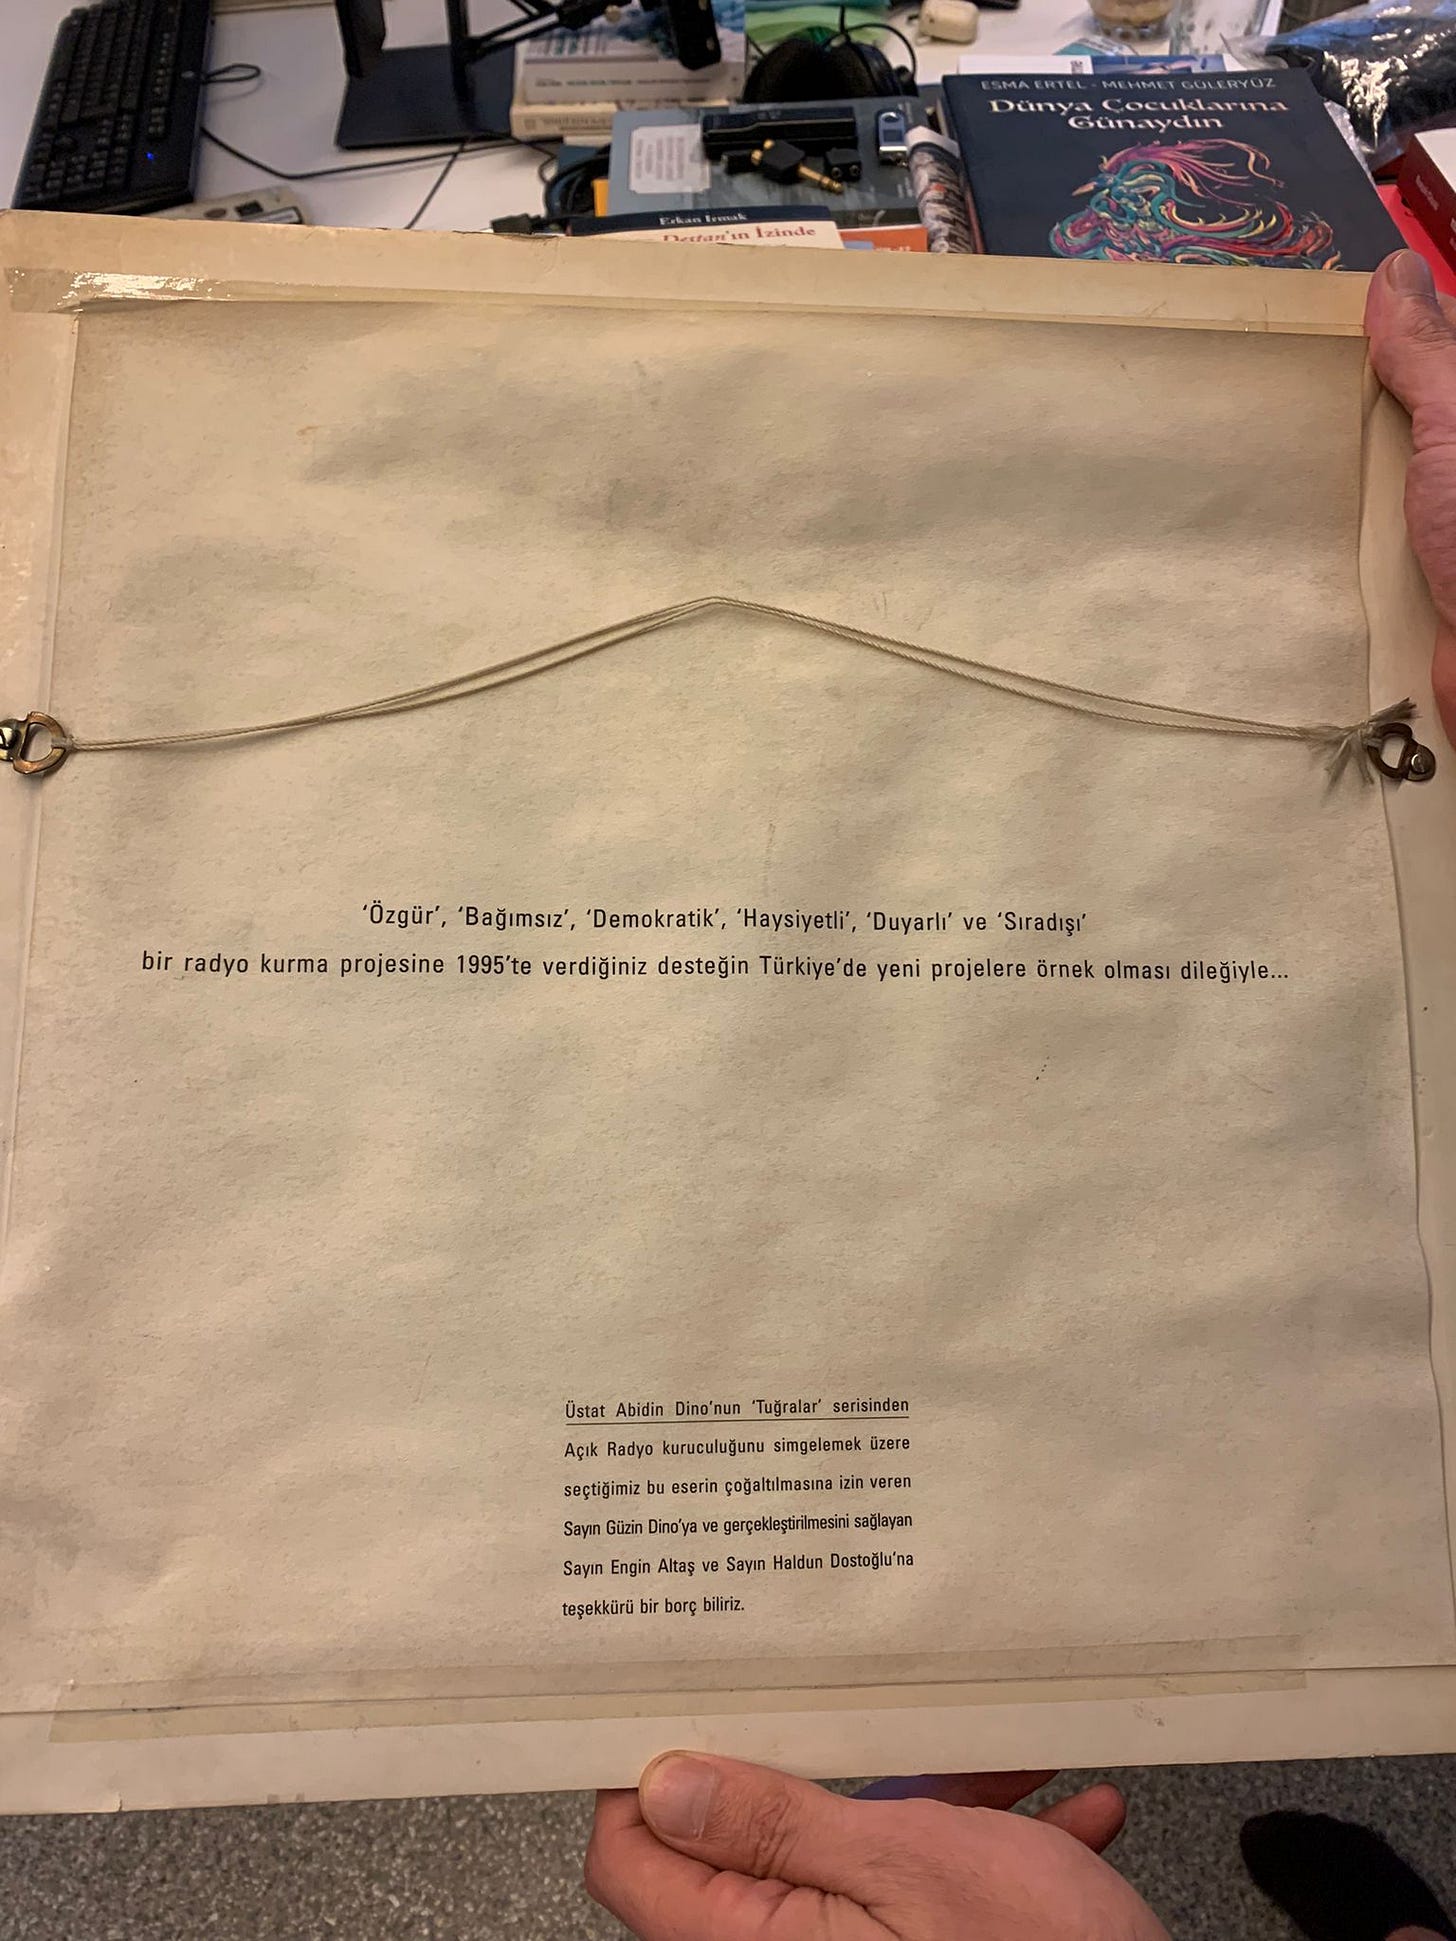 ESMA ERTEL - MEHMET GÜLERYÜZ
Dünya Çocuklarına
Günaydın
Erkan Irmak
Destan'ın İzinde
'Özgür', 'Bağımsız', 'Demokratik', 'Haysiyetli', 'Duyarlı' ve 'Sıradışı'
bir radyo kurma projesine 1995'te verdiğiniz desteğin Türkiye'de yeni projelere örnek olması dileğiyle...
Üstat Abidin Dino'nun 'Tuğralar' serisinden
Açık Radyo kuruculuğunu simgelemek üzere
seçtiğimiz bu eserin çoğaltılmasına izin veren
Sayın Güzin Dino'ya ve gerçekleştirilmesini sağlayan
Sayın Engin Altaş ve Sayın Haldun Dostoğlu'na
teşekkürü bir borç biliriz.